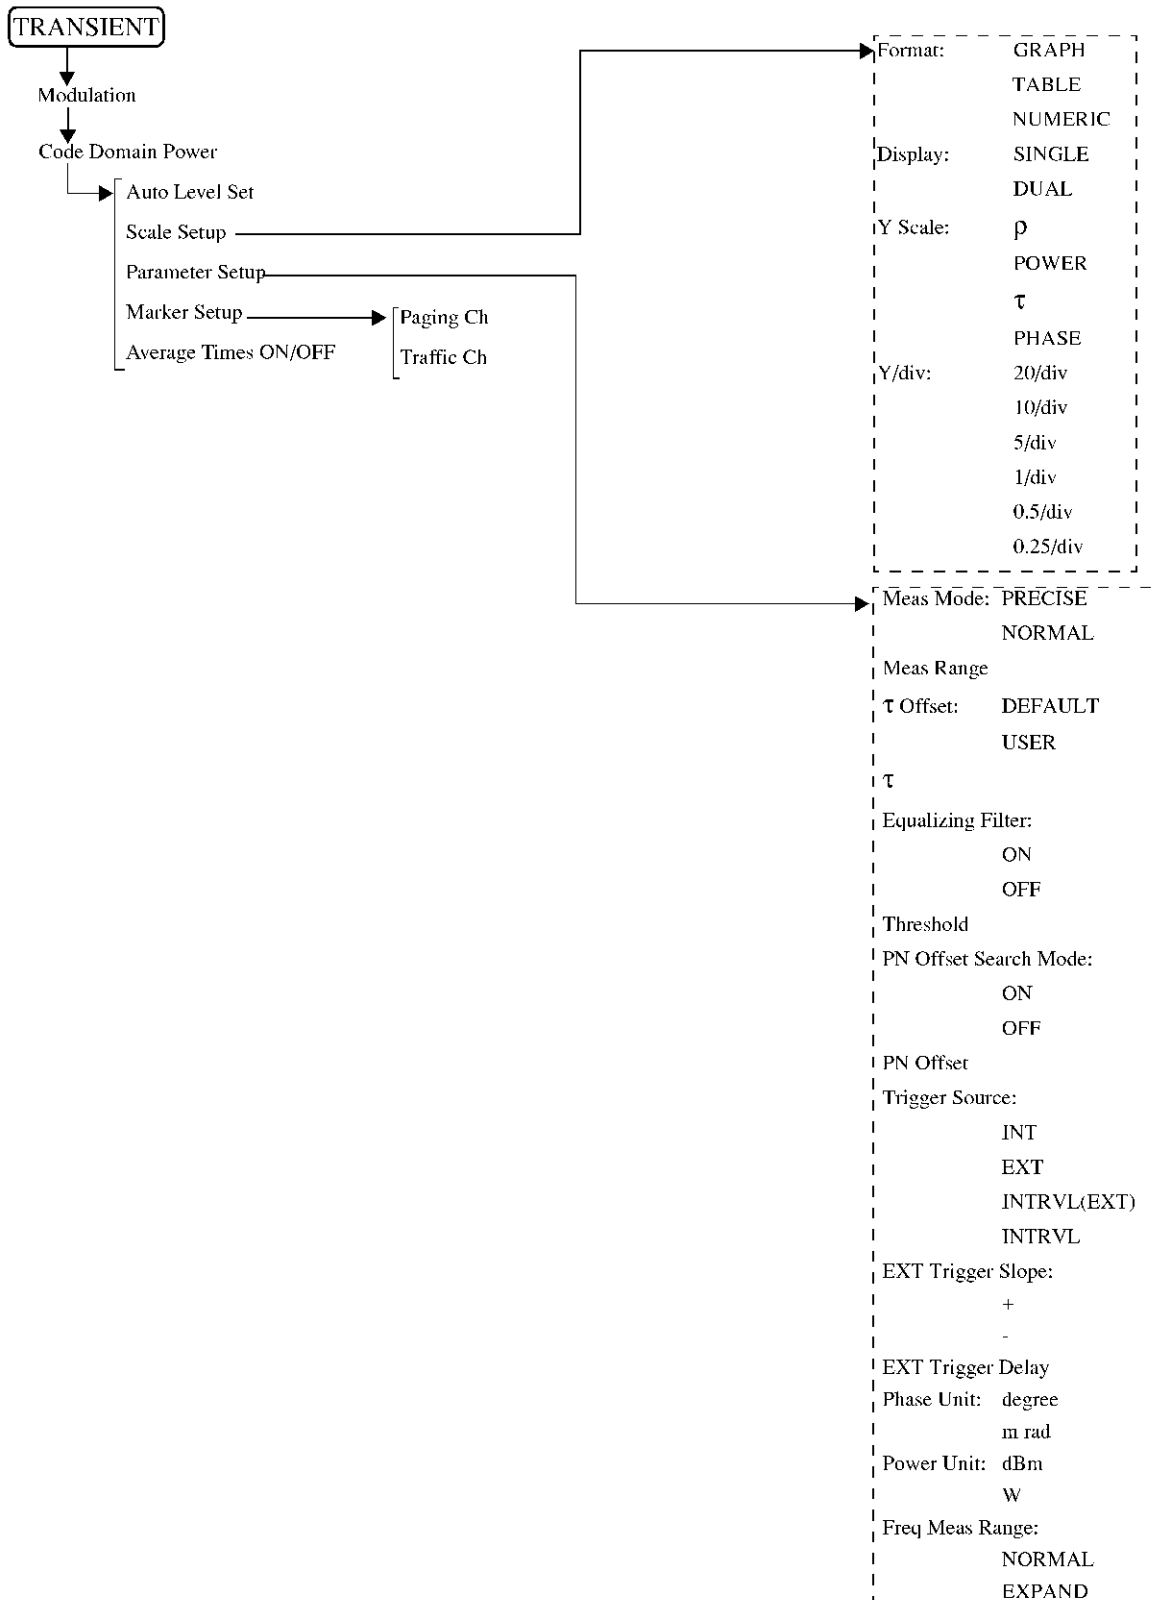 TRANSIENT
Modulation
Code Domain Power
Auto Level Set
Scale Setup
Parameter Setup
Marker Setup
Average Times ON/OFF
Paging Ch
Traffic Ch
Format: GRAPH
TABLE
NUMERIC
Display: SINGLE
DUAL
Y Scale: ρ
POWER
τ
PHASE
Y/div: 20/div
10/div
5/div
1/div
0.5/div
0.25/div
Meas Mode: PRECISE
NORMAL
Meas Range
τ Offset: DEFAULT
USER
τ
Equalizing Filter:
ON
OFF
Threshold
PN Offset Search Mode:
ON
OFF
PN Offset
Trigger Source:
INT
EXT
INTRVL(EXT)
INTRVL
EXT Trigger Slope:
+
-
EXT Trigger Delay
Phase Unit: degree
m rad
Power Unit: dBm
W
Freq Meas Range:
NORMAL
EXPAND